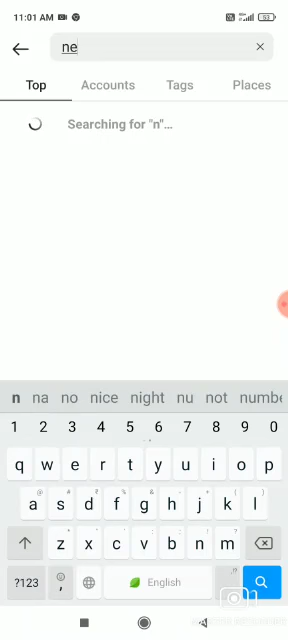 11:01 AM
53
ne
Top Accounts Tags Places
Searching for "n"...
n na no nice night nu not numbe
1 2 3 4 5 6 7 8 9 0
q w e r t y u i o p
@ # & *
a s d f g h j k l
z x c v b n m
?123 , English ,!?